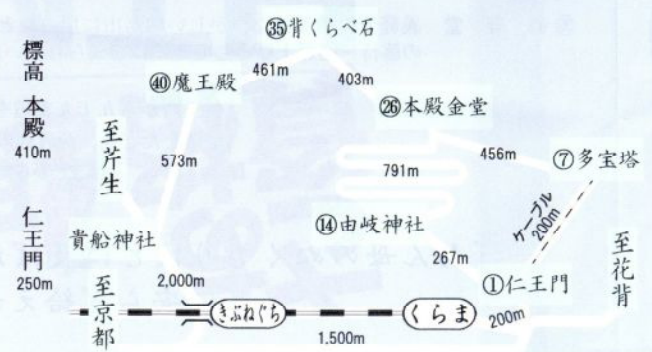 ㉟背くらべ石
標高 本殿
410m
仁王門
250m
㊵魔王殿
461m
403m
㉖本殿金堂
至芹生
573m
791m
456m
⑦多宝塔
ケーブル
200m
⑭由岐神社
267m
至花背
貴船神社
①仁王門
至京都
2,000m
きぶねぐち
1,500m
くらま
200m